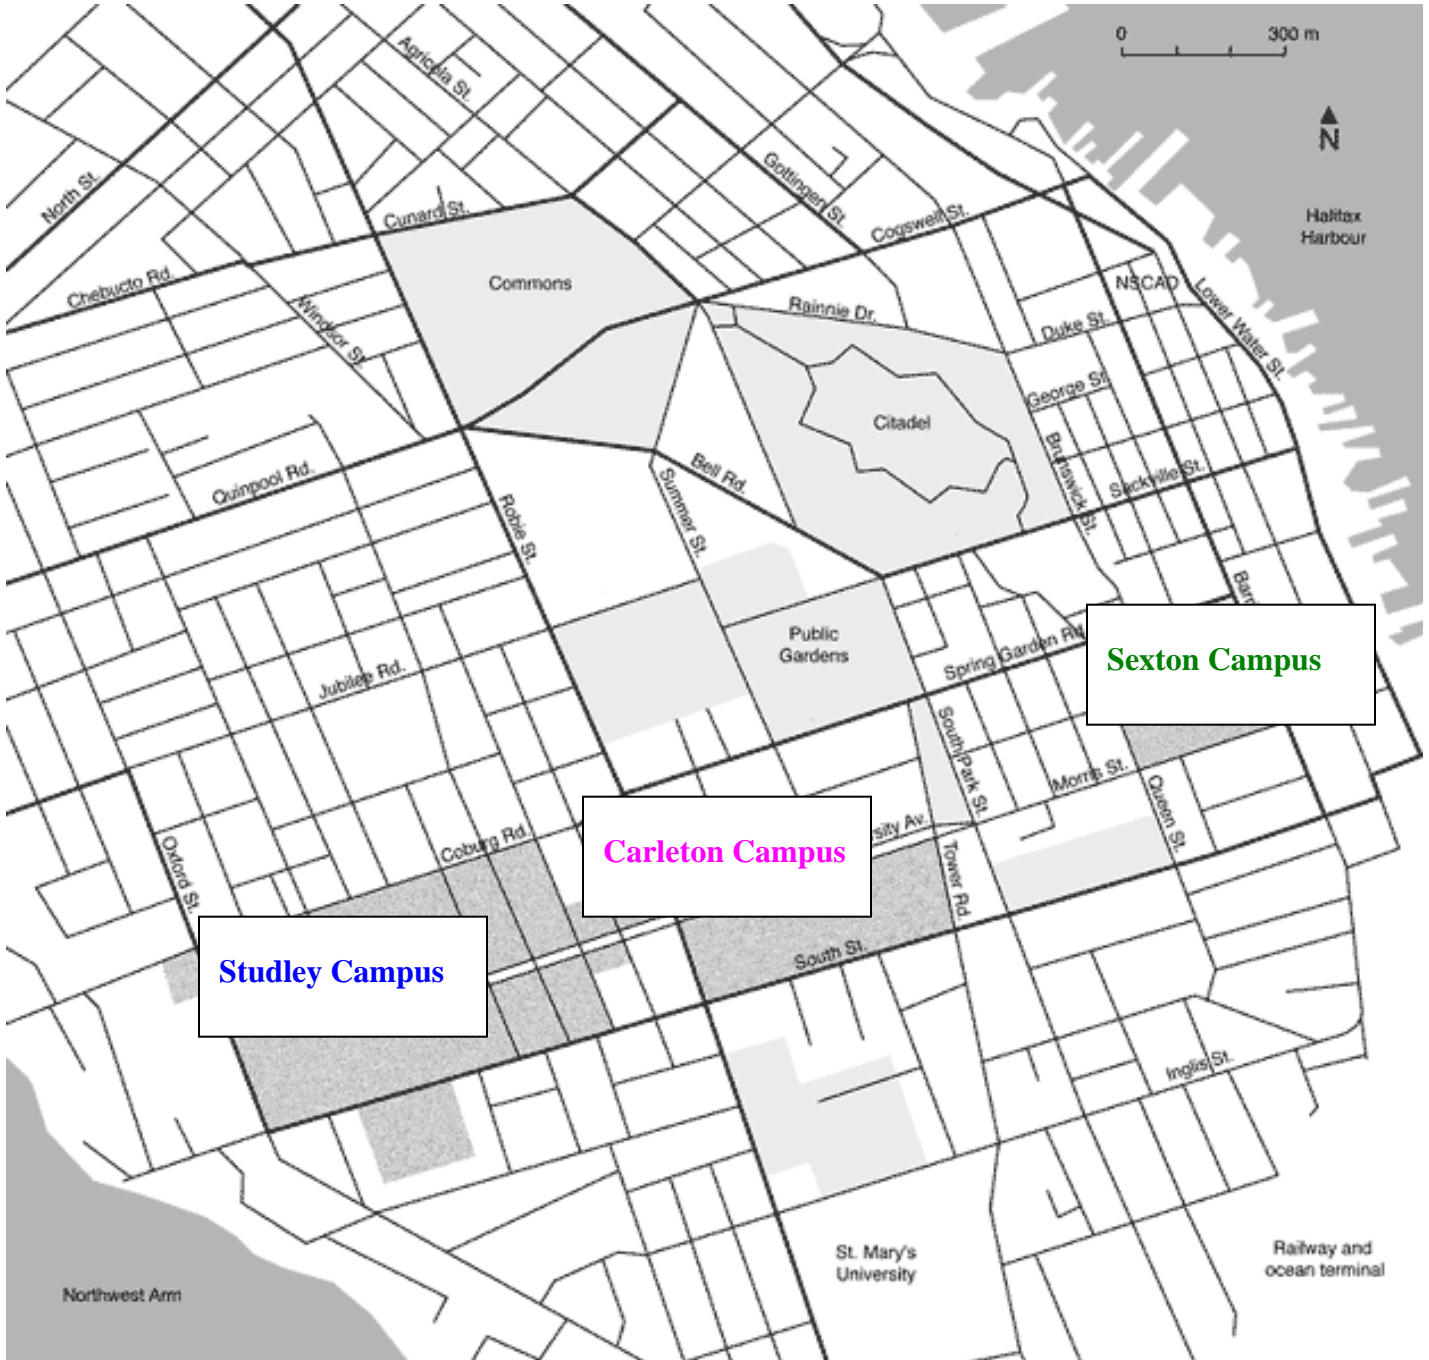 0 300 m
N
Halifax
Harbour
Agricola St.
North St.
Gottingen St.
Cunard St.
Cogswell St.
Chebucto Rd.
Commons
NSCAD
Windsor St.
Rainnie Dr.
Duke St.
Lower Water St.
George St
Citadel
Brunswick St.
Quinpool Rd.
Bell Rd.
Sackville St.
Summer St.
Robie St.
Public
Gardens
Spring Garden Rd
Sexton Campus
Jubilee Rd.
South Park St.
Morris St.
Queen St.
Coburg Rd.
Carleton Campus
sity Av.
Oxford St.
Tower Rd.
Studley Campus
South St.
Inglis St.
St. Mary's
University
Railway and
ocean terminal
Northwest Arm